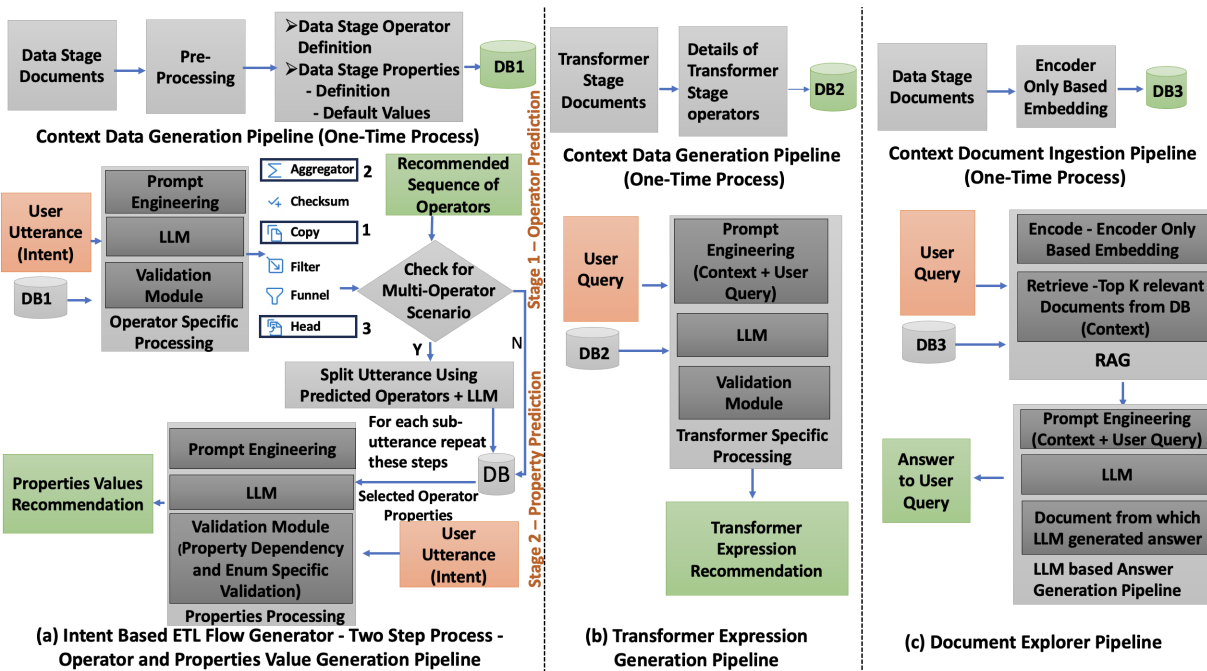 Data Stage
Documents
Pre-
Processing
➢Data Stage Operator
Definition
➢Data Stage Properties
- Definition
- Default Values
DB1
Context Data Generation Pipeline (One-Time Process)
User
Utterance
(Intent)
DB1
Prompt
Engineering
LLM
Validation
Module
Operator Specific
Processing
Aggregator 2
Checksum
Copy 1
Filter
Funnel
Head 3
Recommended
Sequence of
Operators
Check for
Multi-Operator
Scenario
Y
N
Split Utterance Using
Predicted Operators + LLM
For each sub-
utterance repeat
these steps
DB
Selected Operator
Properties
User
Utterance
(Intent)
Prompt Engineering
LLM
Validation Module
(Property Dependency
and Enum Specific
Validation)
Properties Processing
Properties Values
Recommendation
Stage 1 – Operator Prediction
Stage 2 – Property Prediction
(a) Intent Based ETL Flow Generator - Two Step Process -
Operator and Properties Value Generation Pipeline
Transformer
Stage
Documents
Details of
Transformer
Stage
operators
DB2
Context Data Generation Pipeline
(One-Time Process)
User
Query
DB2
Prompt
Engineering
(Context + User
Query)
LLM
Validation
Module
Transformer Specific
Processing
Transformer
Expression
Recommendation
(b) Transformer Expression
Generation Pipeline
Data Stage
Documents
Encoder
Only Based
Embedding
DB3
Context Document Ingestion Pipeline
(One-Time Process)
User
Query
DB3
Encode - Encoder Only
Based Embedding
Retrieve -Top K relevant
Documents from DB
(Context)
RAG
Prompt Engineering
(Context + User Query)
LLM
Document from which
LLM generated answer
LLM based Answer
Generation Pipeline
Answer
to User
Query
(c) Document Explorer Pipeline